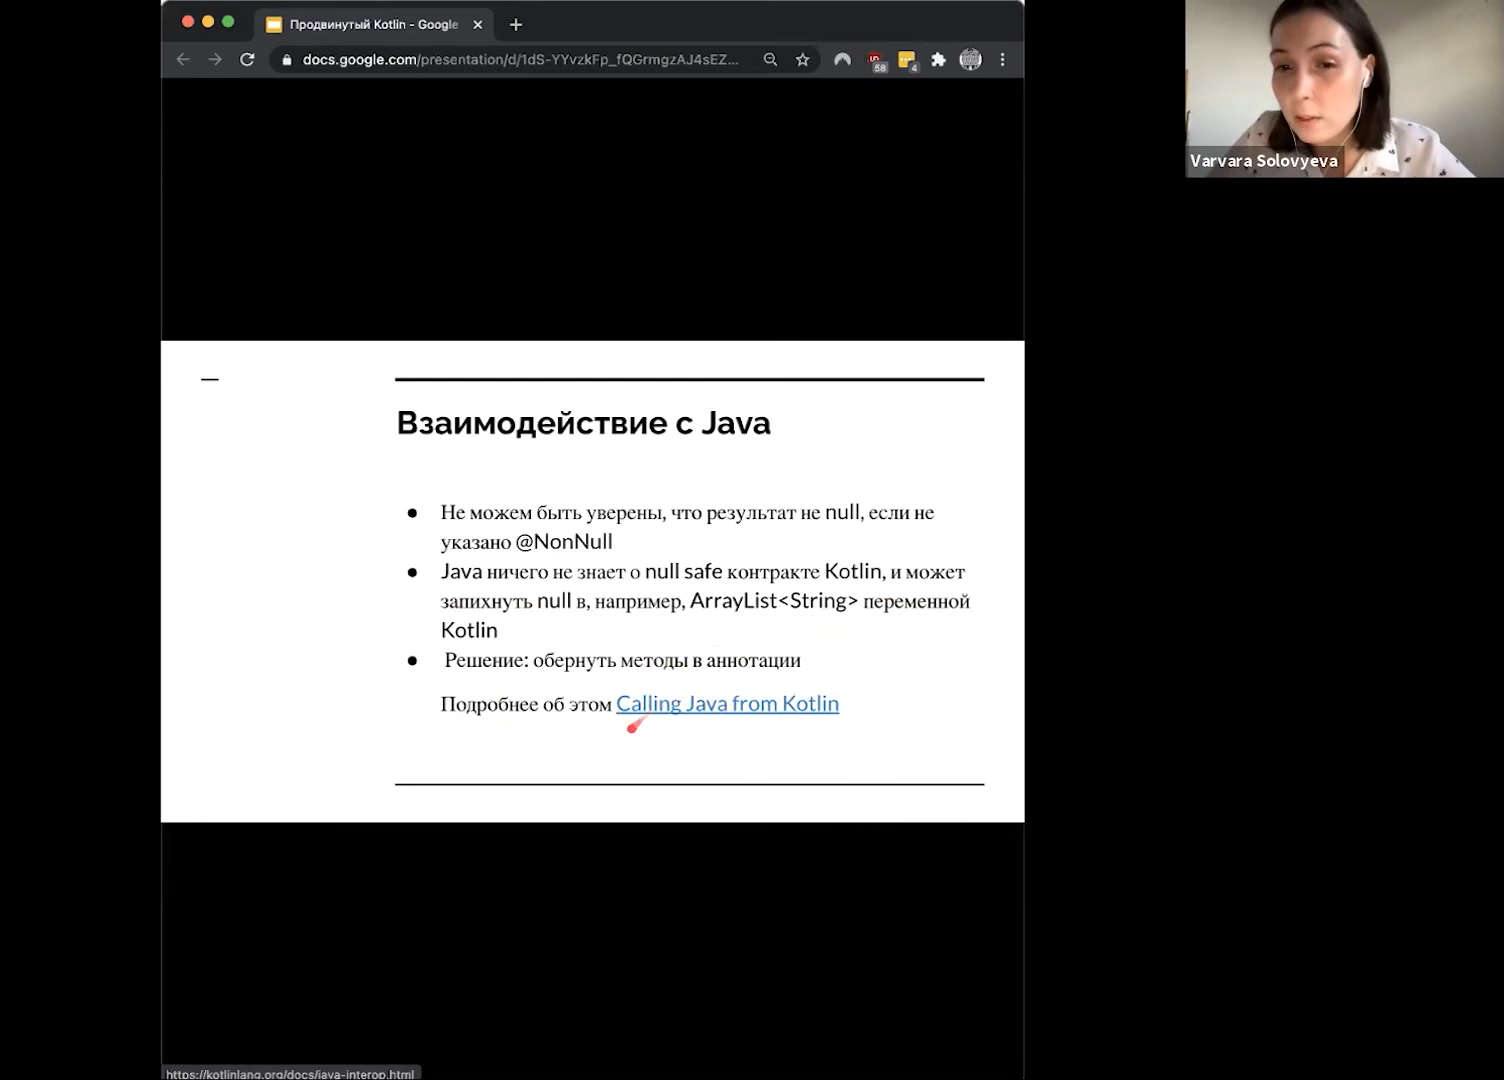 Продвинутый Kotlin - Google
docs.google.com/presentation/d/1dS-YYvzkFp_fQGrmgzAJ4sEZ...
58
4
Varvara Solovyeva
Взаимодействие с Java
● Не можем быть уверены, что результат не null, если не
указано @NonNull
● Java ничего не знает о null safe контракте Kotlin, и может
запихнуть null в, например, ArrayList<String> переменной
Kotlin
● Решение: обернуть методы в аннотации
Подробнее об этом Calling Java from Kotlin
https://kotlinlang.org/docs/java-interop.html